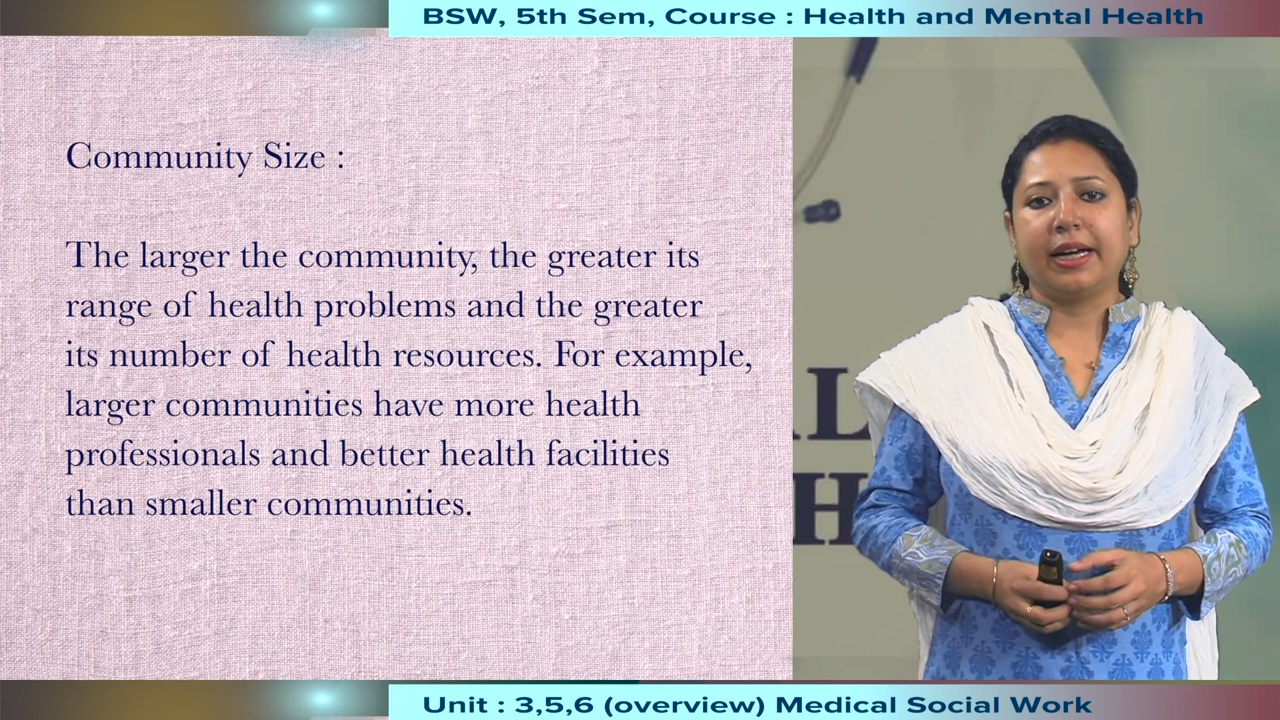 BSW, 5th Sem, Course : Health and Mental Health
Community Size :
The larger the community, the greater its
range of health problems and the greater
its number of health resources. For example,
larger communities have more health
professionals and better health facilities
than smaller communities.
AL
H
Unit : 3,5,6 (overview) Medical Social Work